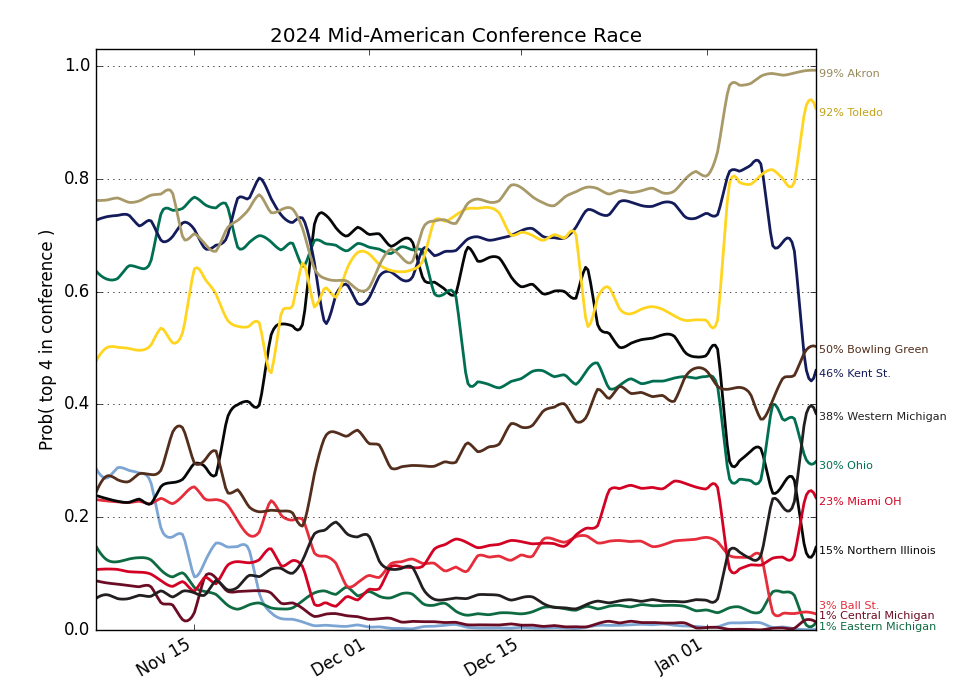 2024 Mid-American Conference Race
Prob( top 4 in conference )
1.0
0.8
0.6
0.4
0.2
0.0
Nov 15
Dec 01
Dec 15
Jan 01
99% Akron
92% Toledo
50% Bowling Green
46% Kent St.
38% Western Michigan
30% Ohio
23% Miami OH
15% Northern Illinois
3% Ball St.
1% Central Michigan
1% Eastern Michigan